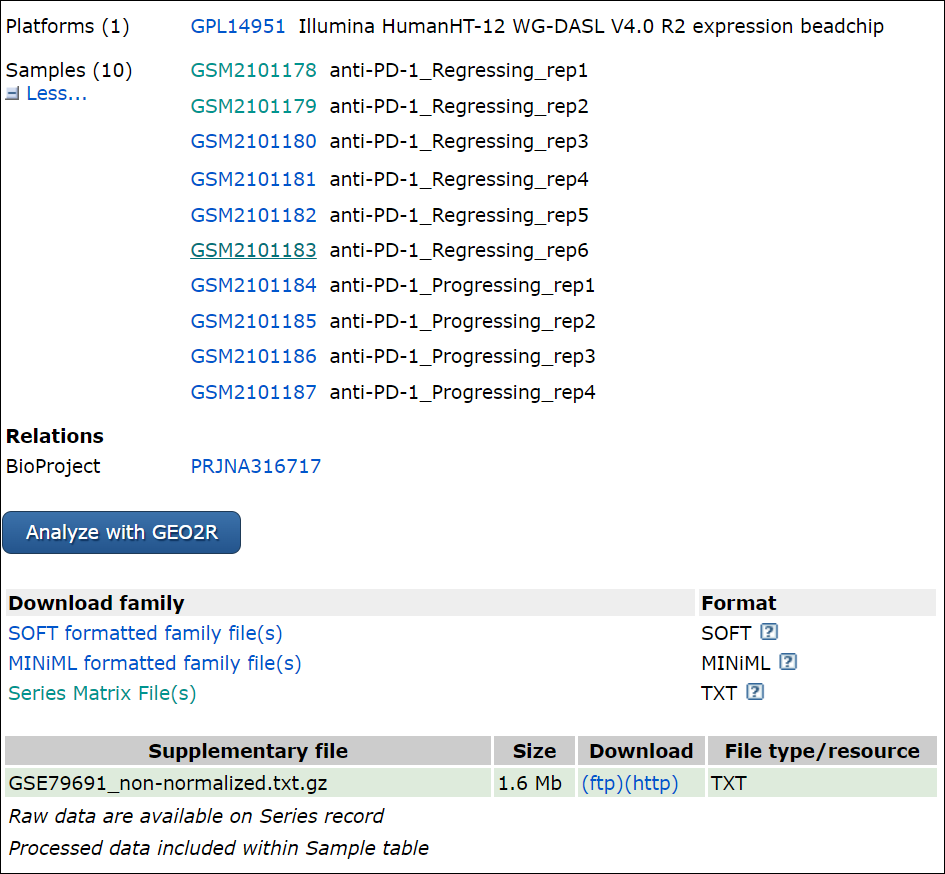 Platforms (1) GPL14951 Illumina HumanHT-12 WG-DASL V4.0 R2 expression beadchip
Samples (10) GSM2101178 anti-PD-1_Regressing_rep1
Less... GSM2101179 anti-PD-1_Regressing_rep2
GSM2101180 anti-PD-1_Regressing_rep3
GSM2101181 anti-PD-1_Regressing_rep4
GSM2101182 anti-PD-1_Regressing_rep5
GSM2101183 anti-PD-1_Regressing_rep6
GSM2101184 anti-PD-1_Progressing_rep1
GSM2101185 anti-PD-1_Progressing_rep2
GSM2101186 anti-PD-1_Progressing_rep3
GSM2101187 anti-PD-1_Progressing_rep4
Relations
BioProject PRJNA316717
Analyze with GEO2R
Download family Format
SOFT formatted family file(s) SOFT ?
MINiML formatted family file(s) MINiML ?
Series Matrix File(s) TXT ?
Supplementary file Size Download File type/resource
GSE79691_non-normalized.txt.gz 1.6 Mb (ftp)(http) TXT
Raw data are available on Series record
Processed data included within Sample table